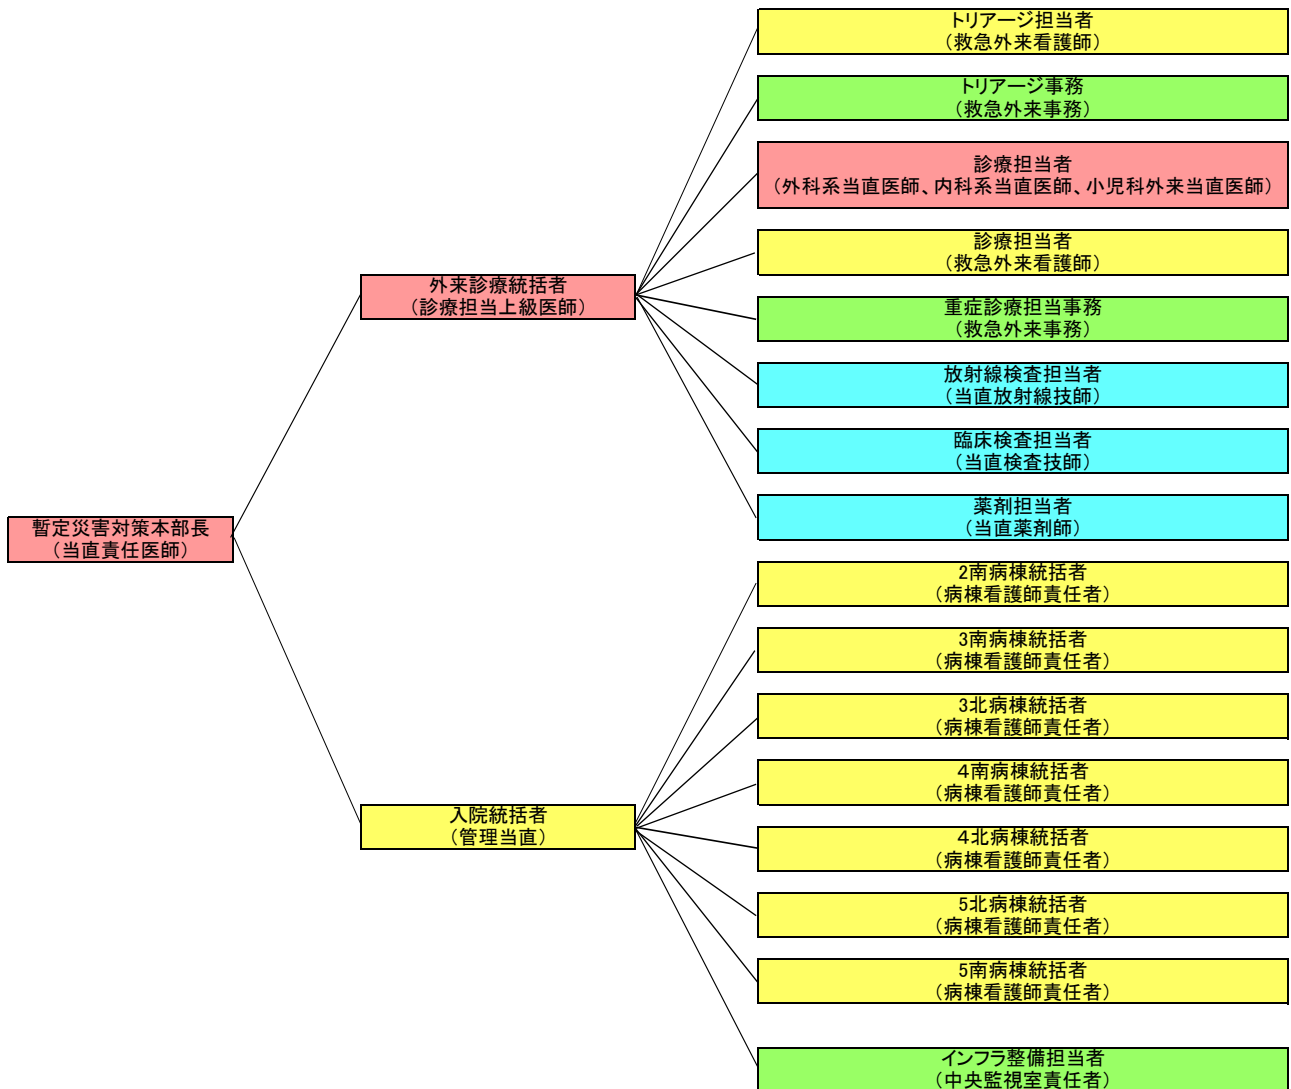 トリアージ担当者
（救急外来看護師）
トリアージ事務
（救急外来事務）
診療担当者
（外科系当直医師、内科系当直医師、小児科外来当直医師）
診療担当者
（救急外来看護師）
外来診療統括者
（診療担当上級医師）
重症診療担当事務
（救急外来事務）
放射線検査担当者
（当直放射線技師）
臨床検査担当者
（当直検査技師）
薬剤担当者
（当直薬剤師）
暫定災害対策本部長
（当直責任医師）
2南病棟統括者
（病棟看護師責任者）
3南病棟統括者
（病棟看護師責任者）
3北病棟統括者
（病棟看護師責任者）
４南病棟統括者
（病棟看護師責任者）
入院統括者
（管理当直）
４北病棟統括者
（病棟看護師責任者）
5北病棟統括者
（病棟看護師責任者）
5南病棟統括者
（病棟看護師責任者）
インフラ整備担当者
（中央監視室責任者）